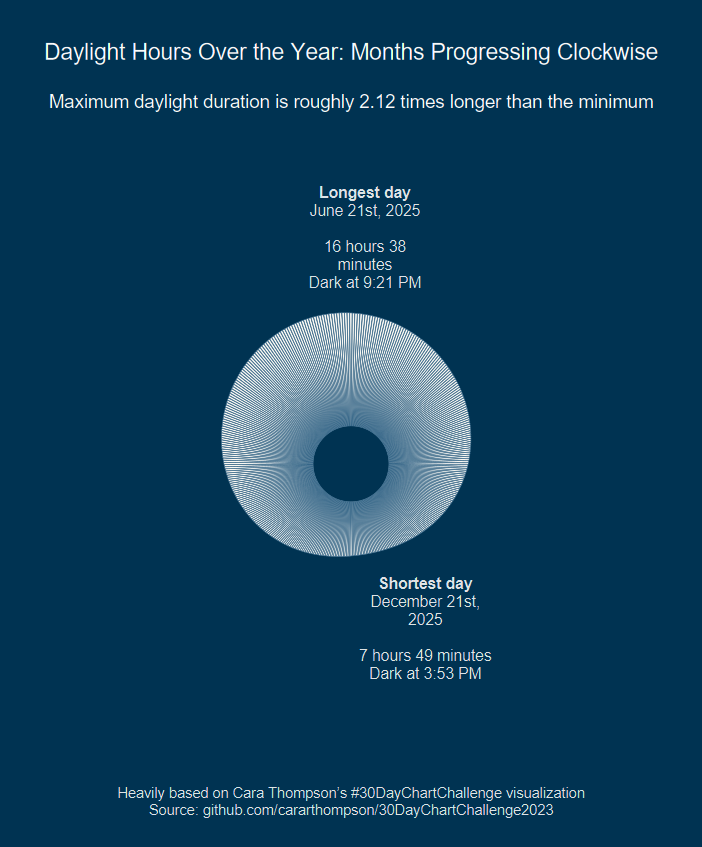 Daylight Hours Over the Year: Months Progressing Clockwise
Maximum daylight duration is roughly 2.12 times longer than the minimum
Longest day
June 21st, 2025
16 hours 38
minutes
Dark at 9:21 PM
Shortest day
December 21st,
2025
7 hours 49 minutes
Dark at 3:53 PM
Heavily based on Cara Thompson’s #30DayChartChallenge visualization
Source: github.com/cararthompson/30DayChartChallenge2023